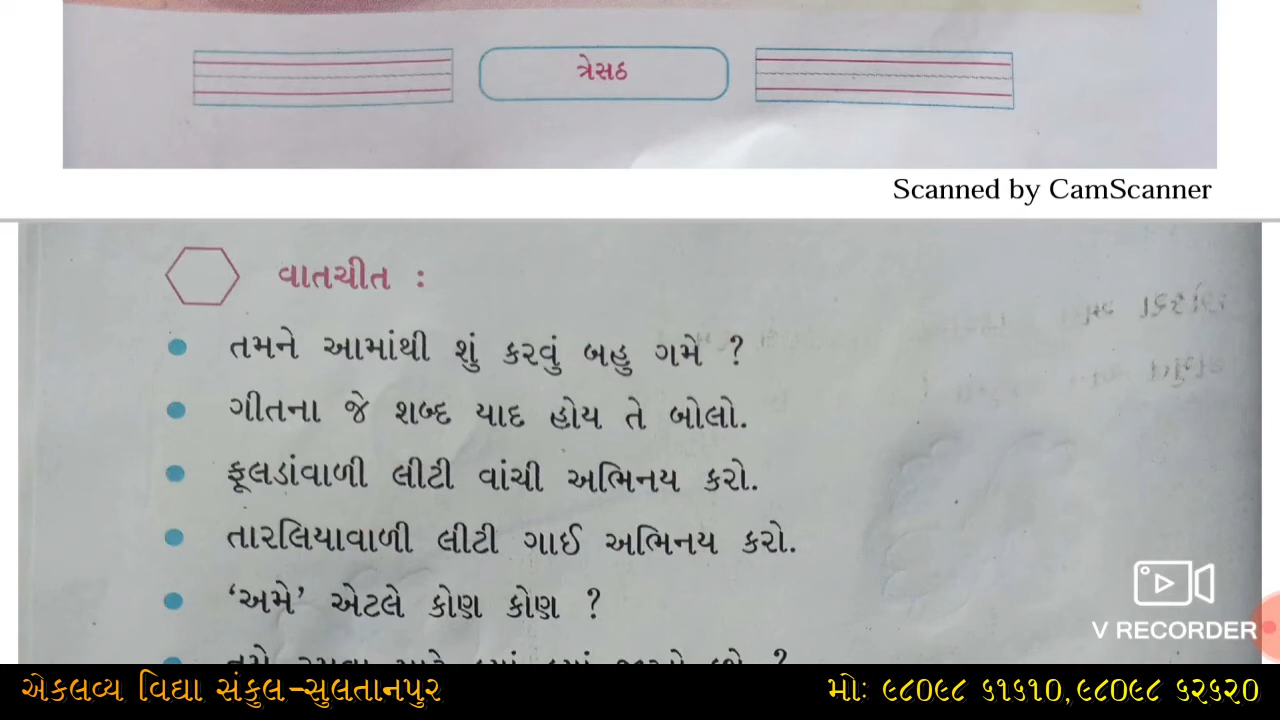 ત્રેસઠ
Scanned by CamScanner
વાતચીત :
તમને આમાંથી શું કરવું બહુ ગમે ?
ગીતના જે શબ્દ યાદ હોય તે બોલો.
ફૂલડાંવાળી લીટી વાંચી અભિનય કરો.
તારલિયાવાળી લીટી ગાઈ અભિનય કરો.
‘અમે’ એટલે કોણ કોણ ?
V RECORDER
એકલવ્ય વિદ્યા સંકુલ-સુલતાનપુર
મોઃ ૯૮૦૯૮ ૬૧૬૧૦,૯૮૦૯૮ ૬૨૬૨૦